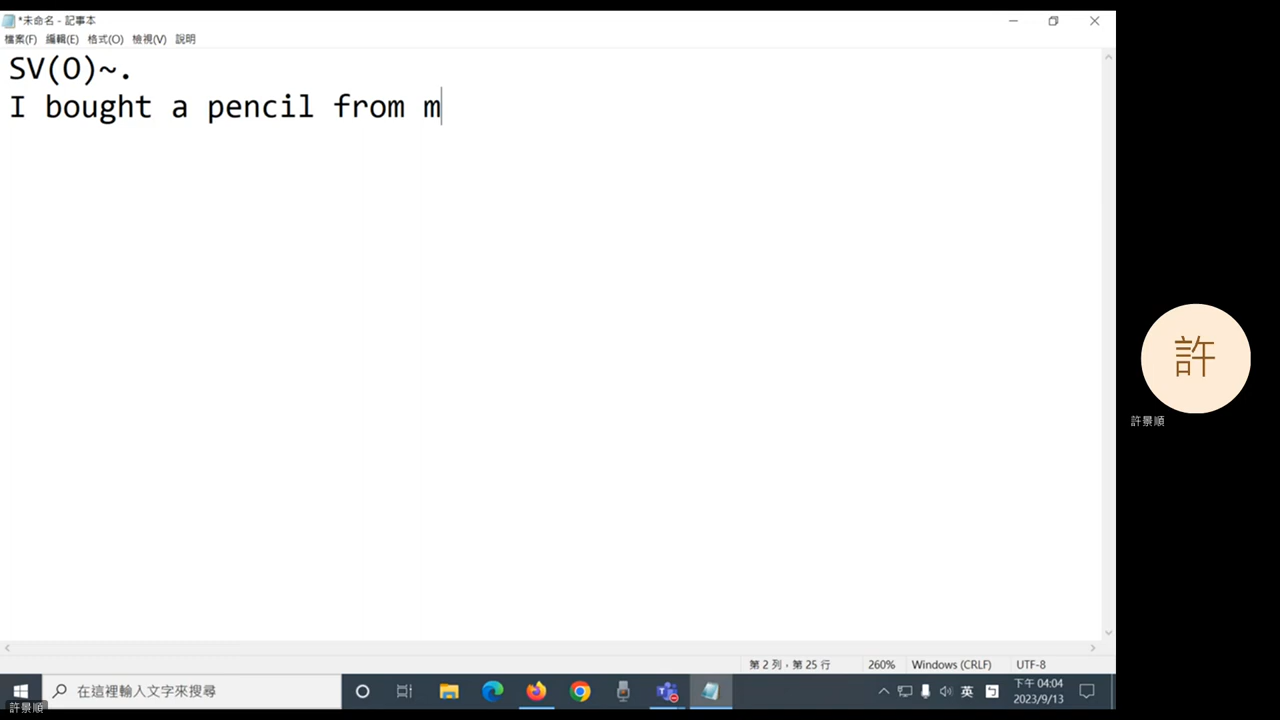 *未命名 - 記事本
檔案(F) 編輯(E) 格式(O) 檢視(V) 說明
SV(O)~.
I bought a pencil from m
許
許景順
第 2 列，第 25 行 260% Windows (CRLF) UTF-8
在這裡輸入文字來搜尋
英
下午 04:04
2023/9/13
許景順